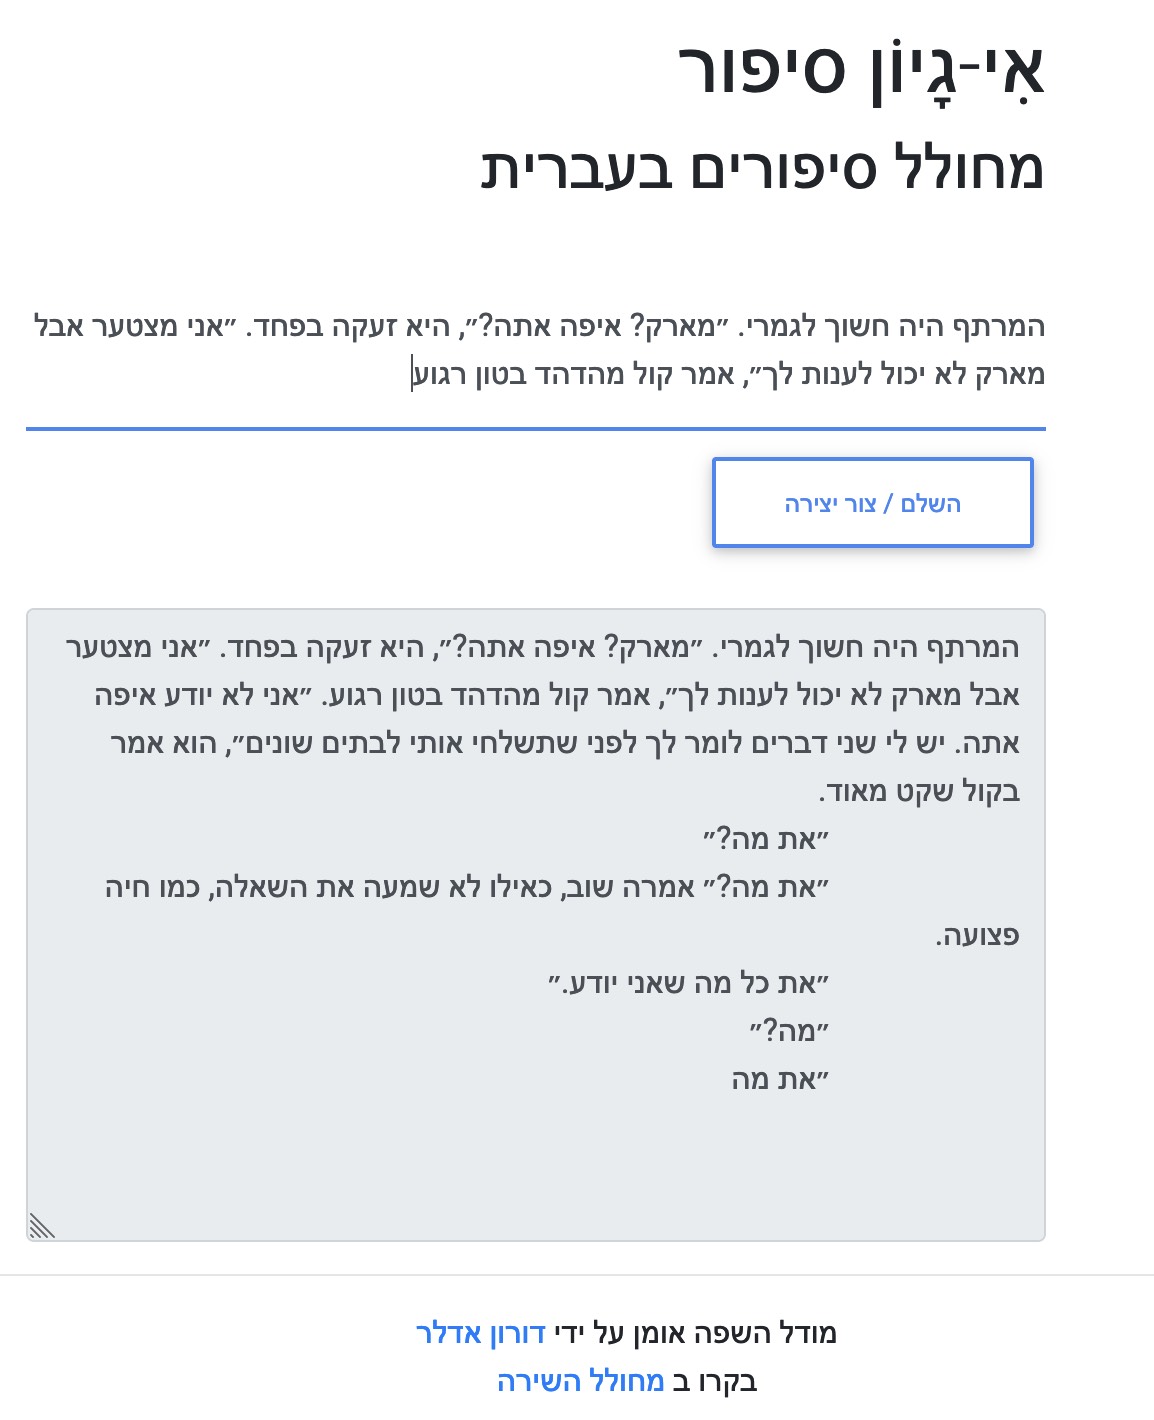 אִי-גָיוֹן סיפור
מחולל סיפורים בעברית
המרתף היה חשוך לגמרי. ״מארק? איפה אתה?״, היא זעקה בפחד. ״אני מצטער אבל
מארק לא יכול לענות לך״, אמר קול מהדהד בטון רגוע
השלם / צור יצירה
המרתף היה חשוך לגמרי. ״מארק? איפה אתה?״, היא זעקה בפחד. ״אני מצטער
אבל מארק לא יכול לענות לך״, אמר קול מהדהד בטון רגוע. ״אני לא יודע איפה
אתה. יש לי שני דברים לומר לך לפני שתשלחי אותי לבתים שונים״, הוא אמר
בקול שקט מאוד.
״את מה?״
״את מה?״ אמרה שוב, כאילו לא שמעה את השאלה, כמו חיה
פצועה.
״את כל מה שאני יודע.״
״מה?״
״את מה
מודל השפה אומן על ידי דורון אדלר
בקרו ב מחולל השירה